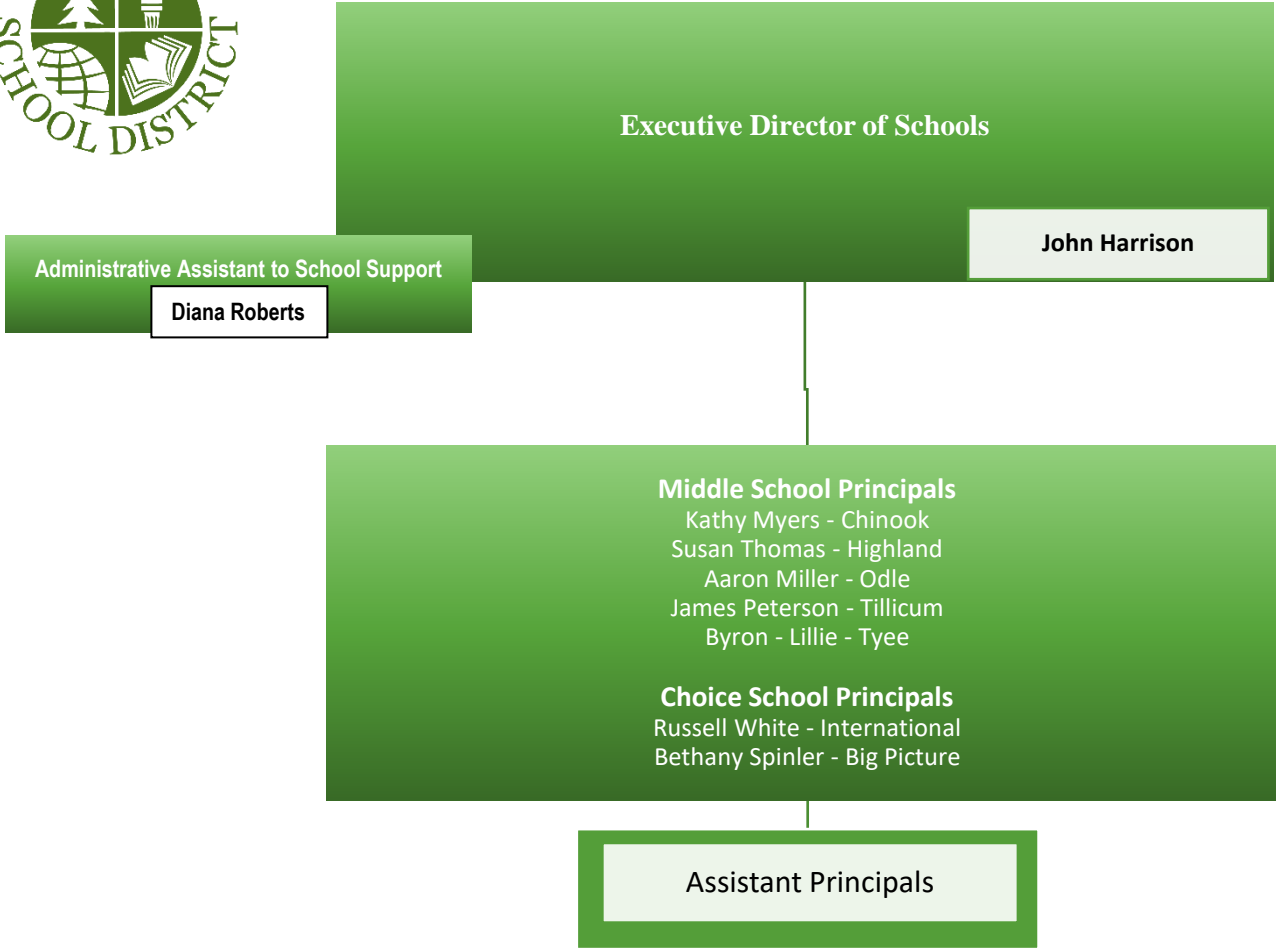 SCHOOL DISTRICT
Executive Director of Schools
John Harrison
Administrative Assistant to School Support
Diana Roberts
Middle School Principals
Kathy Myers - Chinook
Susan Thomas - Highland
Aaron Miller - Odle
James Peterson - Tillicum
Byron - Lillie - Tyee
Choice School Principals
Russell White - International
Bethany Spinler - Big Picture
Assistant Principals